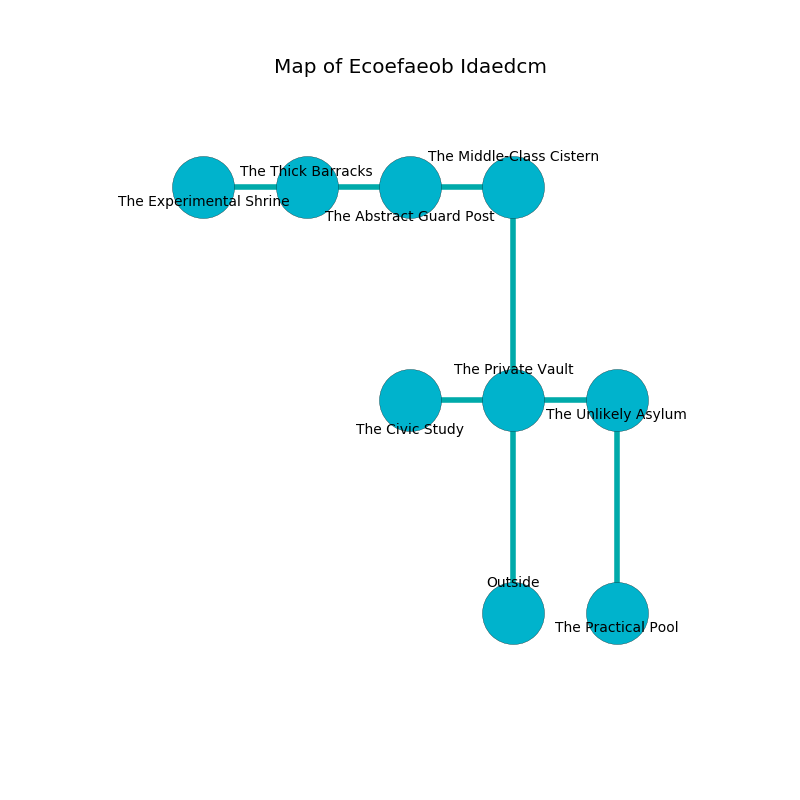 Map of Ecoefaeob Idaedcm
The Middle-Class Cistern
The Thick Barracks
The Experimental Shrine
The Abstract Guard Post
The Private Vault
The Unlikely Asylum
The Civic Study
Outside
The Practical Pool